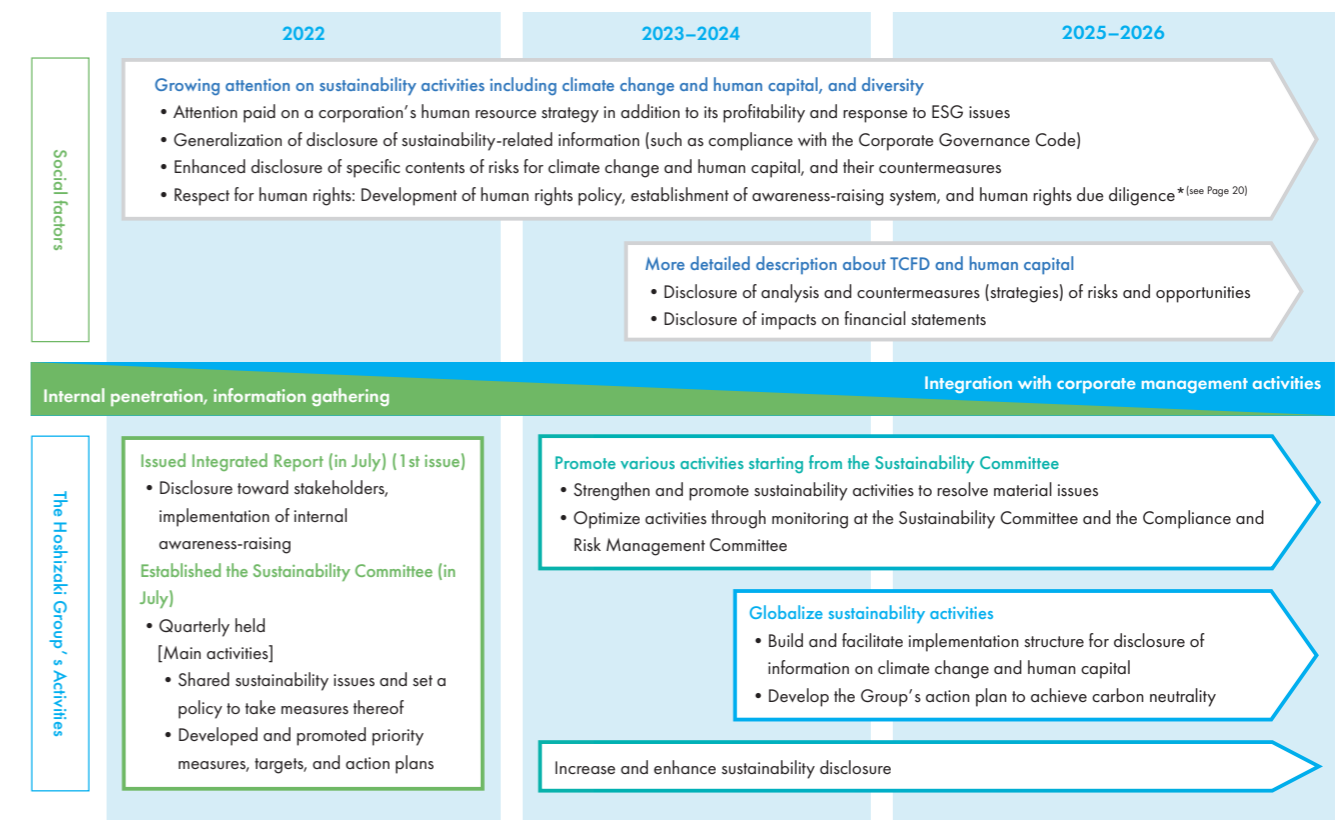 2022
2023–2024
2025–2026
Social factors
Growing attention on sustainability activities including climate change and human capital, and diversity
• Attention paid on a corporation's human resource strategy in addition to its profitability and response to ESG issues
• Generalization of disclosure of sustainability-related information (such as compliance with the Corporate Governance Code)
• Enhanced disclosure of specific contents of risks for climate change and human capital, and their countermeasures
• Respect for human rights: Development of human rights policy, establishment of awareness-raising system, and human rights due diligence*(see Page 20)
More detailed description about TCFD and human capital
• Disclosure of analysis and countermeasures (strategies) of risks and opportunities
• Disclosure of impacts on financial statements
Internal penetration, information gathering
Integration with corporate management activities
The Hoshizaki Group's Activities
Issued Integrated Report (in July) (1st issue)
• Disclosure toward stakeholders,
implementation of internal
awareness-raising
Established the Sustainability Committee (in
July)
• Quarterly held
[Main activities]
• Shared sustainability issues and set a
policy to take measures thereof
• Developed and promoted priority
measures, targets, and action plans
Promote various activities starting from the Sustainability Committee
• Strengthen and promote sustainability activities to resolve material issues
• Optimize activities through monitoring at the Sustainability Committee and the Compliance and
Risk Management Committee
Globalize sustainability activities
• Build and facilitate implementation structure for disclosure of
information on climate change and human capital
• Develop the Group's action plan to achieve carbon neutrality
Increase and enhance sustainability disclosure